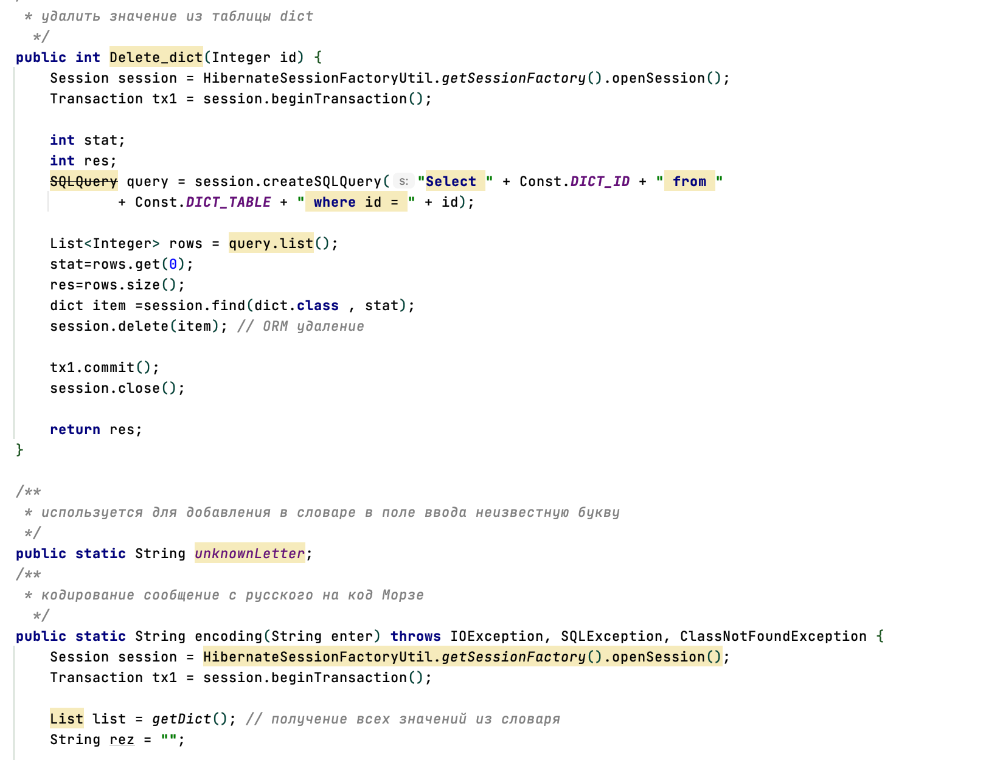 * удалить значение из таблицы dict
*/
public int Delete_dict(Integer id) {
Session session = HibernateSessionFactoryUtil.getSessionFactory().openSession();
Transaction tx1 = session.beginTransaction();
int stat;
int res;
SQLQuery query = session.createSQLQuery( s: "Select " + Const.DICT_ID + " from "
+ Const.DICT_TABLE + " where id = " + id);
List<Integer> rows = query.list();
stat=rows.get(0);
res=rows.size();
dict item =session.find(dict.class , stat);
session.delete(item); // ORM удаление
tx1.commit();
session.close();
return res;
}
/**
* используется для добавления в словаре в поле ввода неизвестную букву
*/
public static String unknownLetter;
/**
* кодирование сообщение с русского на код Морзе
*/
public static String encoding(String enter) throws IOException, SQLException, ClassNotFoundException {
Session session = HibernateSessionFactoryUtil.getSessionFactory().openSession();
Transaction tx1 = session.beginTransaction();
List list = getDict(); // получение всех значений из словаря
String rez = "";